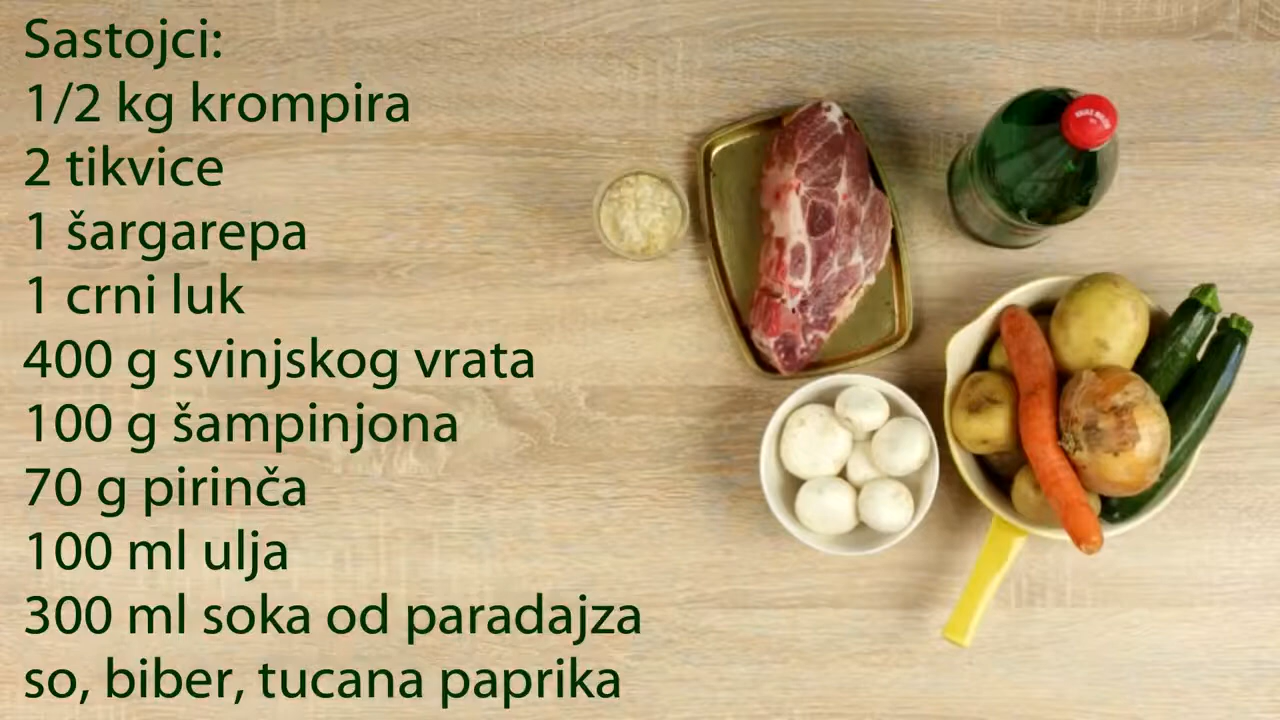 Sastojci:
1/2 kg krompira
2 tikvice
1 šargarepa
1 crni luk
400 g svinjskog vrata
100 g šampinjona
70 g pirinča
100 ml ulja
300 ml soka od paradajza
so, biber, tucana paprika